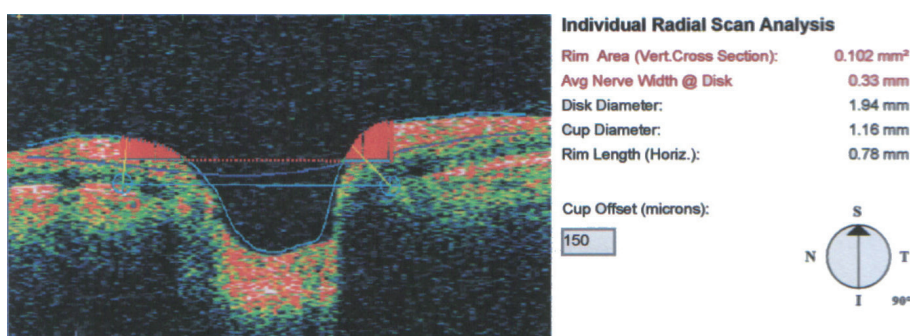 Individual Radial Scan Analysis
Rim Area (Vert.Cross Section): 0.102 mm²
Avg Nerve Width @ Disk 0.33 mm
Disk Diameter: 1.94 mm
Cup Diameter: 1.16 mm
Rim Length (Horiz.): 0.78 mm
Cup Offset (microns):
150
S
N T
I 90°